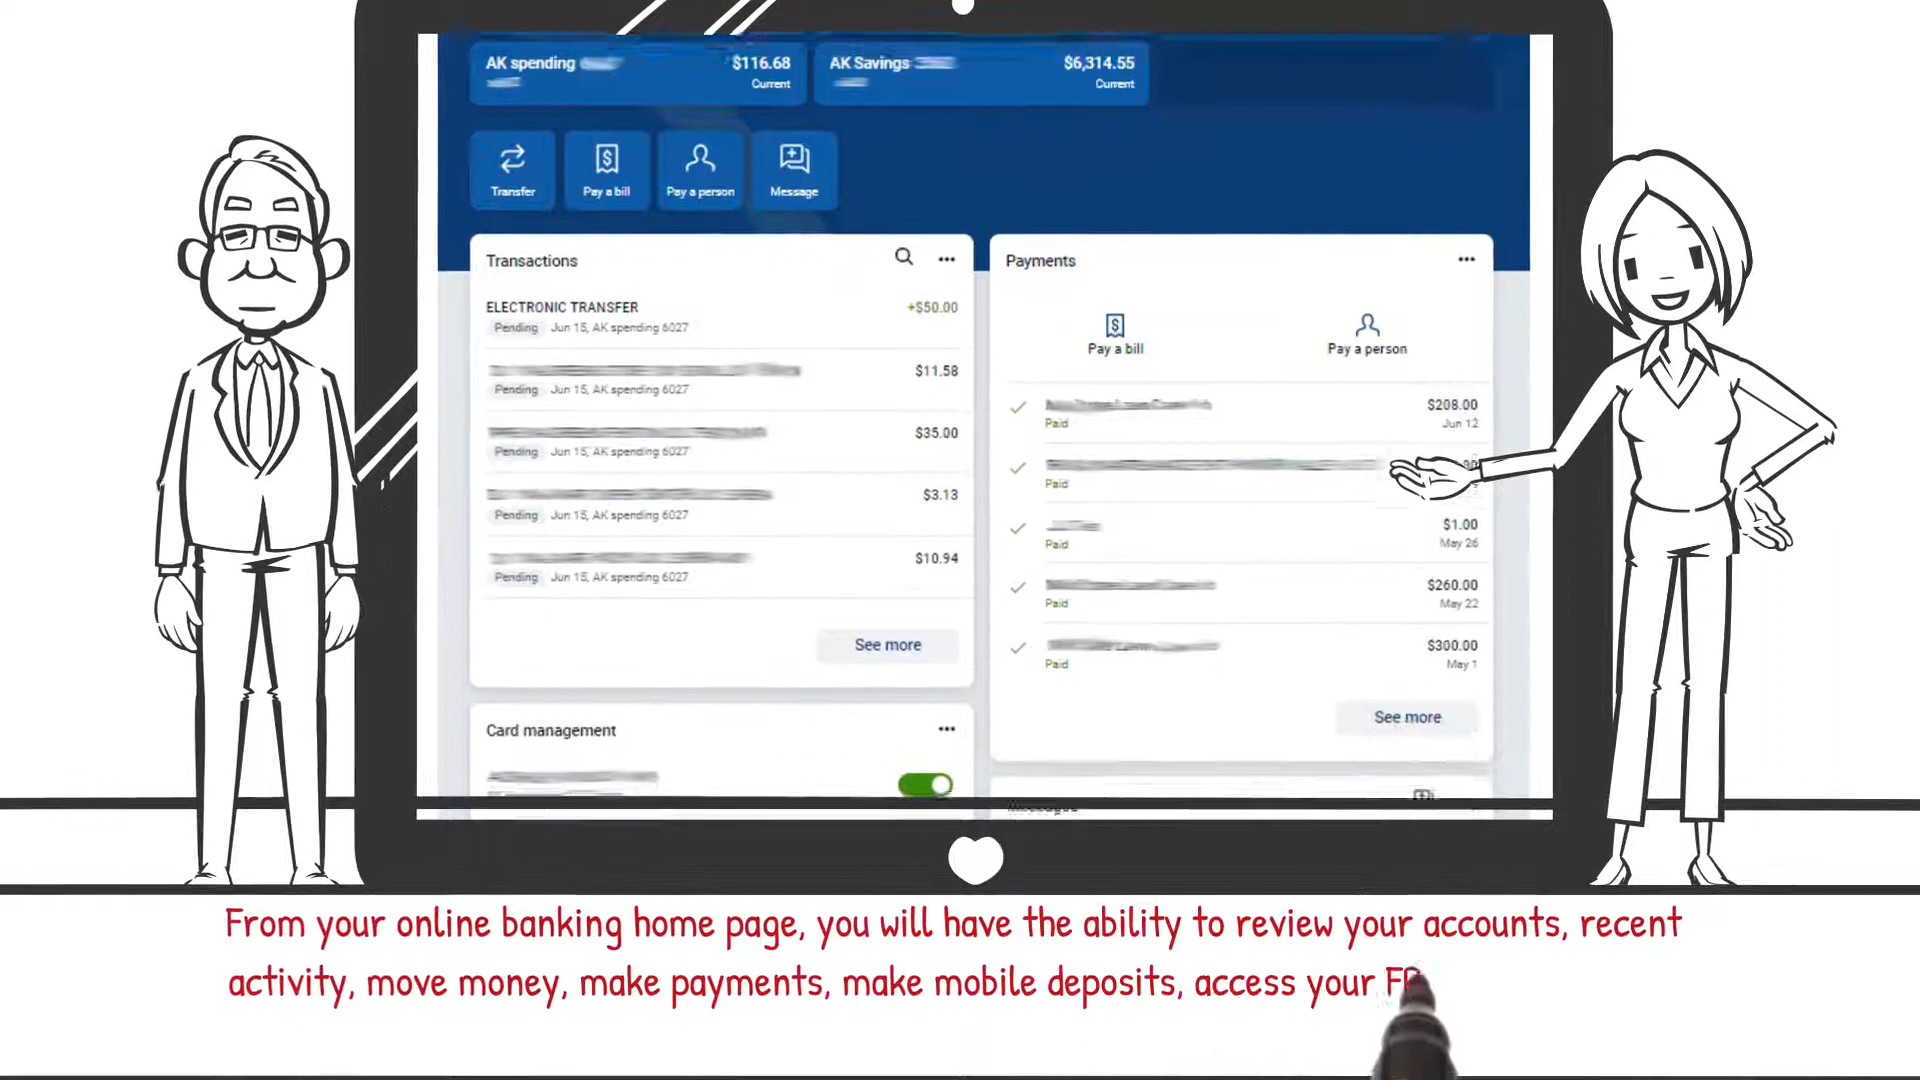 AK spending
$116.68
Current
AK Savings
$6,314.55
Current
Transfer
Pay a bill
Pay a person
Message
Transactions
ELECTRONIC TRANSFER
+$50.00
Pending Jun 15, AK spending 6027
$11.58
Pending Jun 15, AK spending 6027
$35.00
Pending Jun 15, AK spending 6027
$3.13
Pending Jun 15, AK spending 6027
$10.94
Pending Jun 15, AK spending 6027
See more
Card management
Payments
Pay a bill
Pay a person
$208.00
Paid
Jun 12
Paid
$1.00
Paid
May 26
$260.00
Paid
May 22
$300.00
Paid
May 1
See more
From your online banking home page, you will have the ability to review your accounts, recent
activity, move money, make payments, make mobile deposits, access your